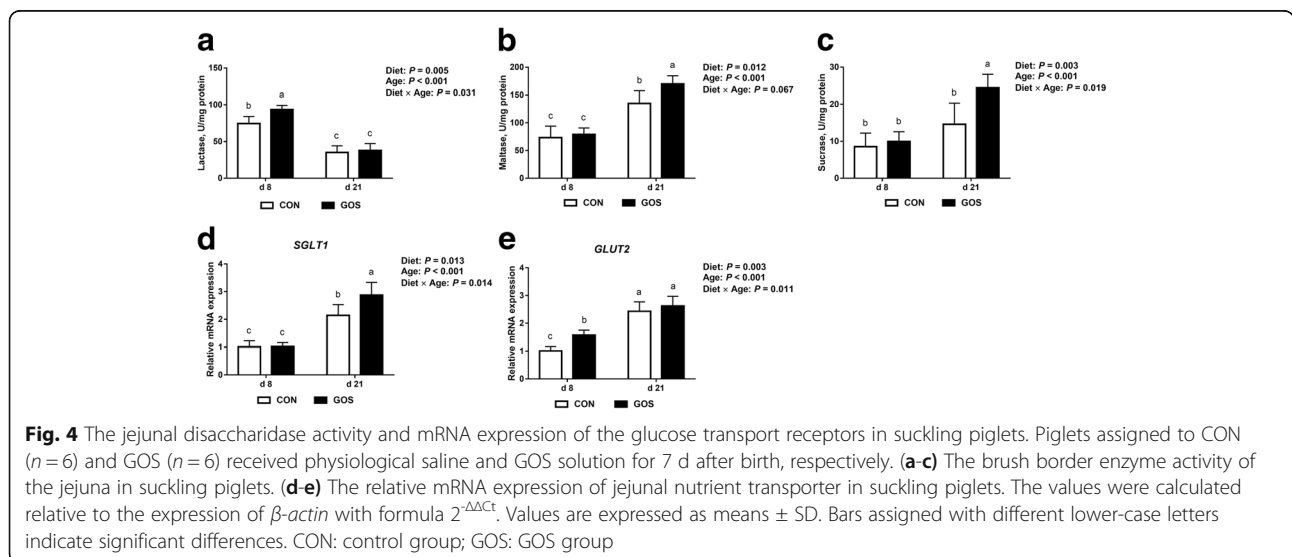 a
Lactase, U/mg protein
150
100
50
0
b
a
c
c
d 8
d 21
CON
GOS
Diet: P = 0.005
Age: P < 0.001
Diet × Age: P = 0.031
b
Maltase, U/mg protein
200
150
100
50
0
c
c
b
a
d 8
d 21
CON
GOS
Diet: P = 0.012
Age: P < 0.001
Diet × Age: P = 0.067
c
Sucrase, U/mg protein
30
20
10
0
b
b
b
a
d 8
d 21
CON
GOS
Diet: P = 0.003
Age: P < 0.001
Diet × Age: P = 0.019
d
SGLT1
Relative mRNA expression
4
3
2
1
0
c
c
b
a
d 8
d 21
CON
GOS
Diet: P = 0.013
Age: P < 0.001
Diet × Age: P = 0.014
e
GLUT2
Relative mRNA expression
4
3
2
1
0
c
b
a
a
d 8
d 21
CON
GOS
Diet: P = 0.003
Age: P < 0.001
Diet × Age: P = 0.011
Fig. 4 The jejunal disaccharidase activity and mRNA expression of the glucose transport receptors in suckling piglets. Piglets assigned to CON
(n = 6) and GOS (n = 6) received physiological saline and GOS solution for 7 d after birth, respectively. (a-c) The brush border enzyme activity of
the jejuna in suckling piglets. (d-e) The relative mRNA expression of jejunal nutrient transporter in suckling piglets. The values were calculated
relative to the expression of β-actin with formula 2^-ΔΔCt. Values are expressed as means ± SD. Bars assigned with different lower-case letters
indicate significant differences. CON: control group; GOS: GOS group